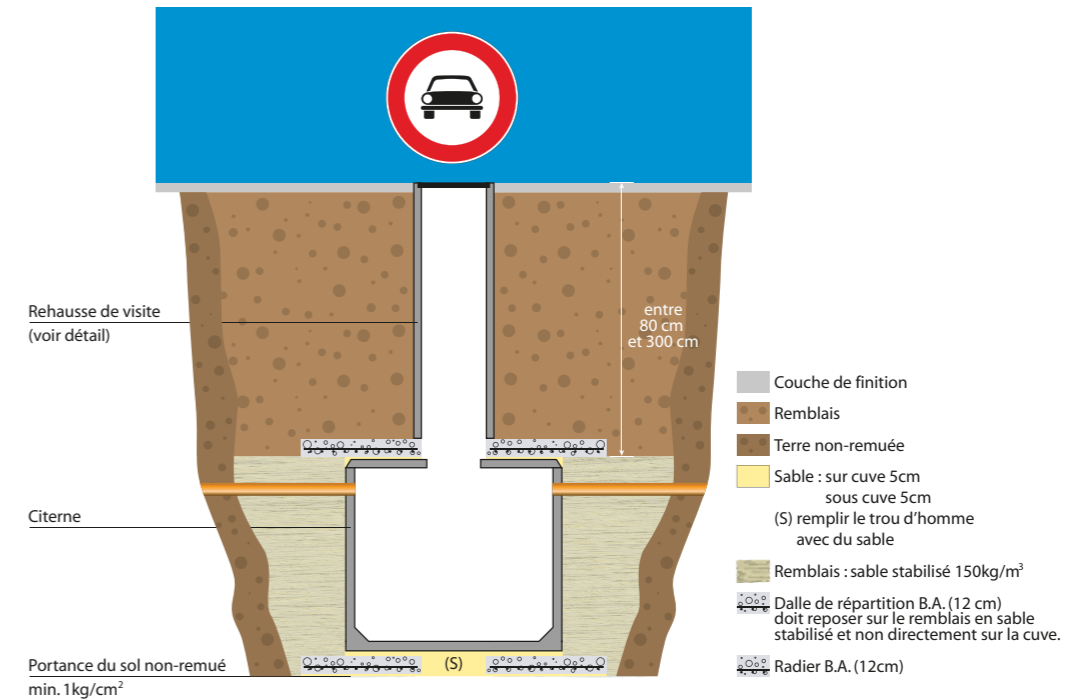 Rehausse de visite
(voir détail)
entre
80 cm
et 300 cm
Citerne
(S)
Portance du sol non-remué
min. 1kg/cm²
Couche de finition
Remblais
Terre non-remuée
Sable : sur cuve 5cm
sous cuve 5cm
(S) remplir le trou d'homme
avec du sable
Remblais : sable stabilisé 150kg/m³
Dalle de répartition B.A. (12 cm)
doit reposer sur le remblais en sable
stabilisé et non directement sur la cuve.
Radier B.A. (12cm)